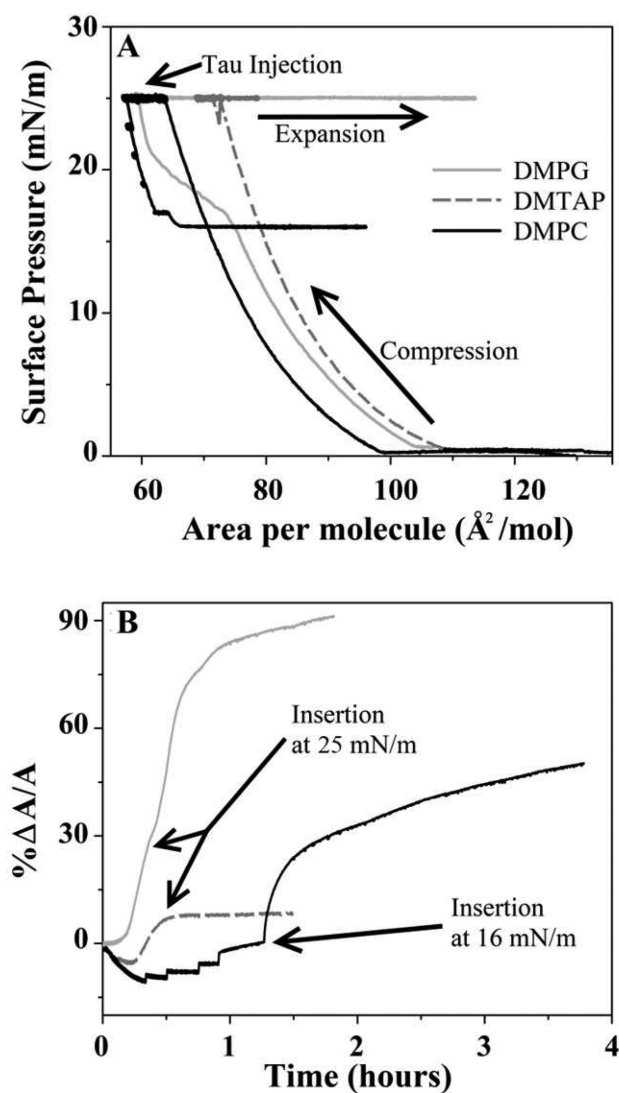 30
A
Tau Injection
Expansion
20
DMPG
DMTAP
DMPC
10
Compression
0
Surface Pressure (mN/m)
60 80 100 120
Area per molecule (Å²/mol)
90
B
Insertion
at 25 mN/m
60
30
Insertion
at 16 mN/m
0
%ΔA/A
0 1 2 3 4
Time (hours)